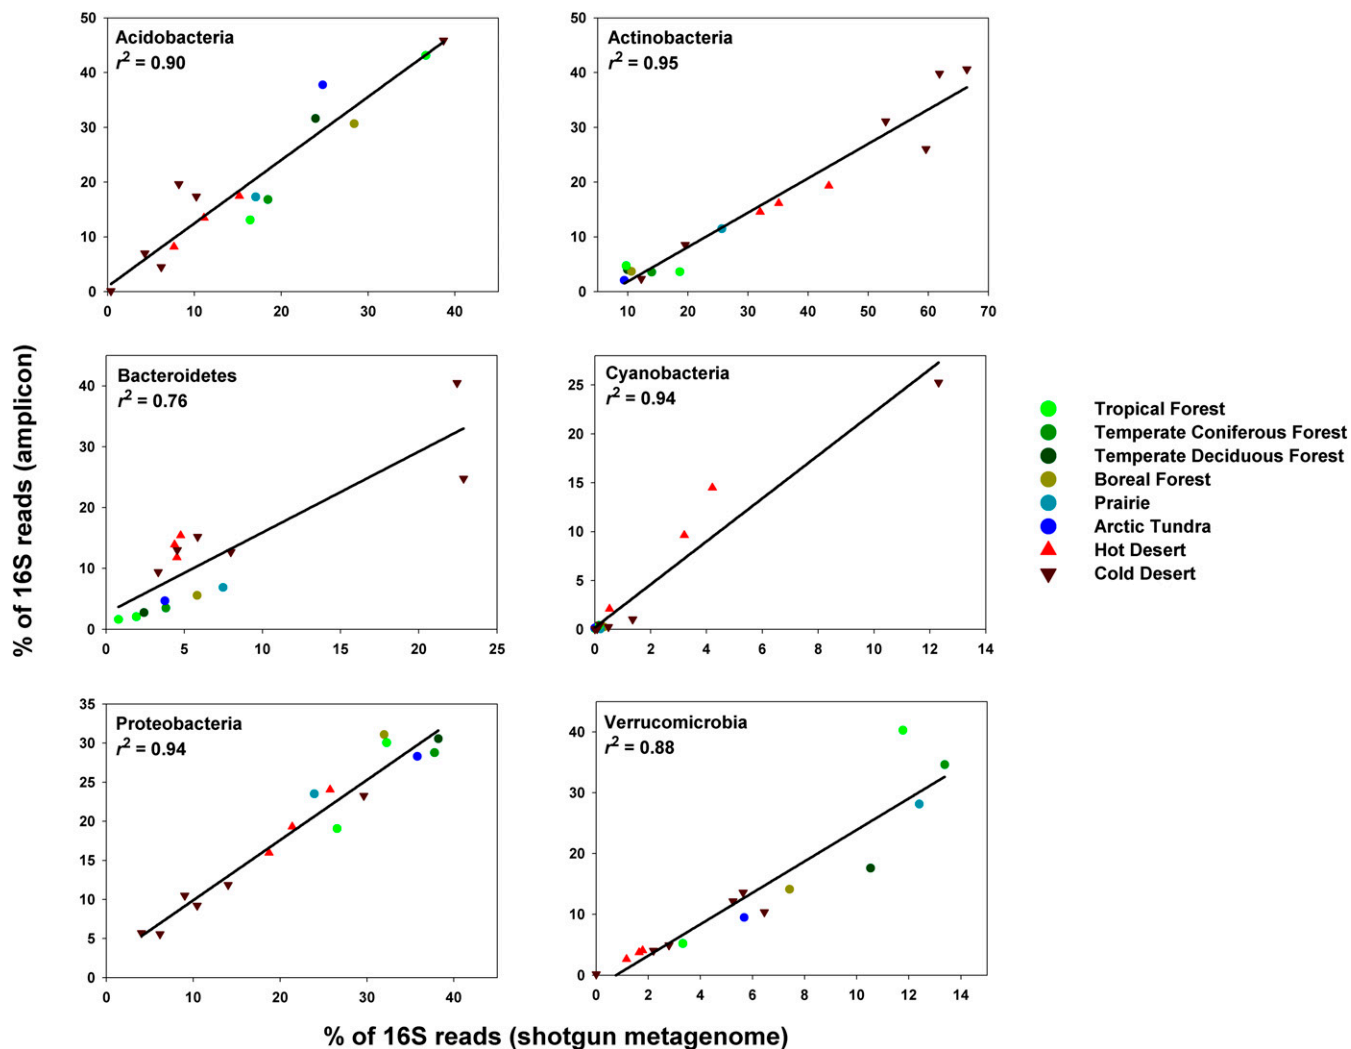 Acidobacteria
r² = 0.90
50
40
30
20
10
0
0 10 20 30 40
Actinobacteria
r² = 0.95
50
40
30
20
10
0
10 20 30 40 50 60 70
Bacteroidetes
r² = 0.76
40
30
20
10
0
0 5 10 15 20 25
Cyanobacteria
r² = 0.94
25
20
15
10
5
0
0 2 4 6 8 10 12 14
Proteobacteria
r² = 0.94
35
30
25
20
15
10
5
0
0 10 20 30 40
Verrucomicrobia
r² = 0.88
40
30
20
10
0
0 2 4 6 8 10 12 14
% of 16S reads (amplicon)
% of 16S reads (shotgun metagenome)
Tropical Forest
Temperate Coniferous Forest
Temperate Deciduous Forest
Boreal Forest
Prairie
Arctic Tundra
Hot Desert
Cold Desert